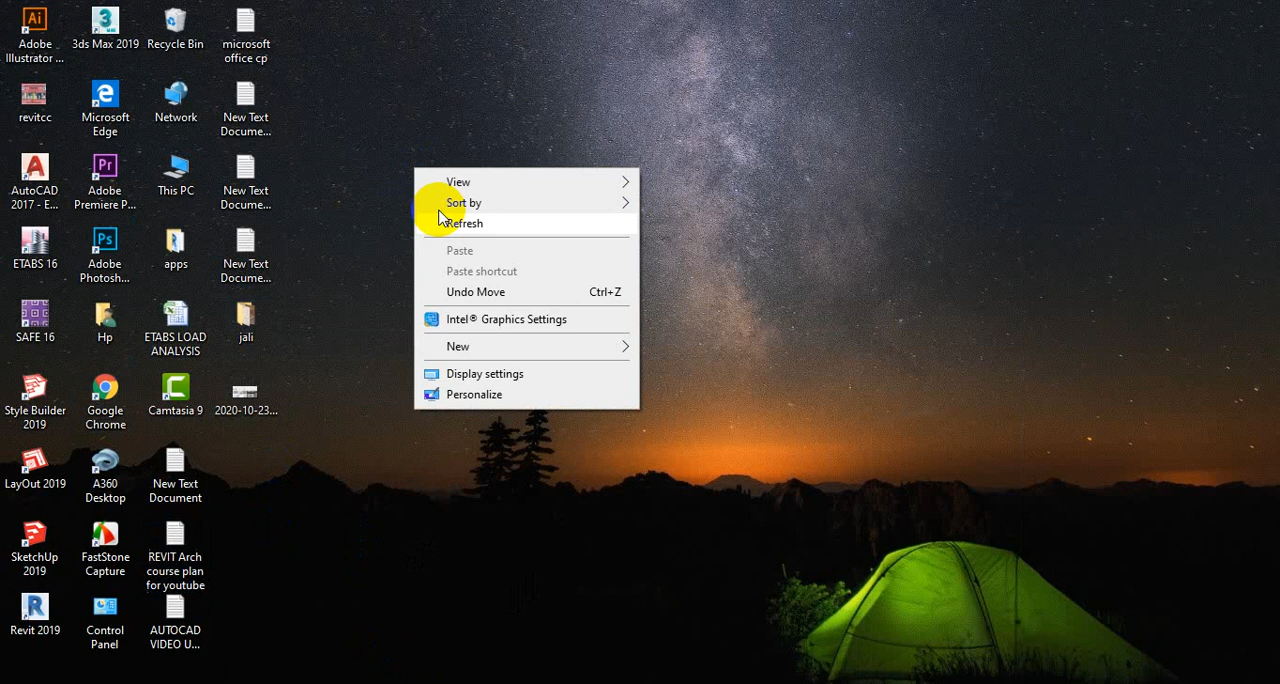 Adobe
Illustrator ...
3ds Max 2019
Recycle Bin
microsoft
office cp
revitcc
Microsoft
Edge
Network
New Text
Docume...
AutoCAD
2017 - E...
Adobe
Premiere P...
This PC
New Text
Docume...
ETABS 16
Adobe
Photosh...
apps
New Text
Docume...
SAFE 16
Hp
ETABS LOAD
ANALYSIS
jali
Style Builder
2019
Google
Chrome
Camtasia 9
2020-10-23...
LayOut 2019
A360
Desktop
New Text
Document
SketchUp
2019
FastStone
Capture
REVIT Arch
course plan
for youtube
Revit 2019
Control
Panel
AUTOCAD
VIDEO U...
View
Sort by
Refresh
Paste
Paste shortcut
Undo Move Ctrl+Z
Intel® Graphics Settings
New
Display settings
Personalize